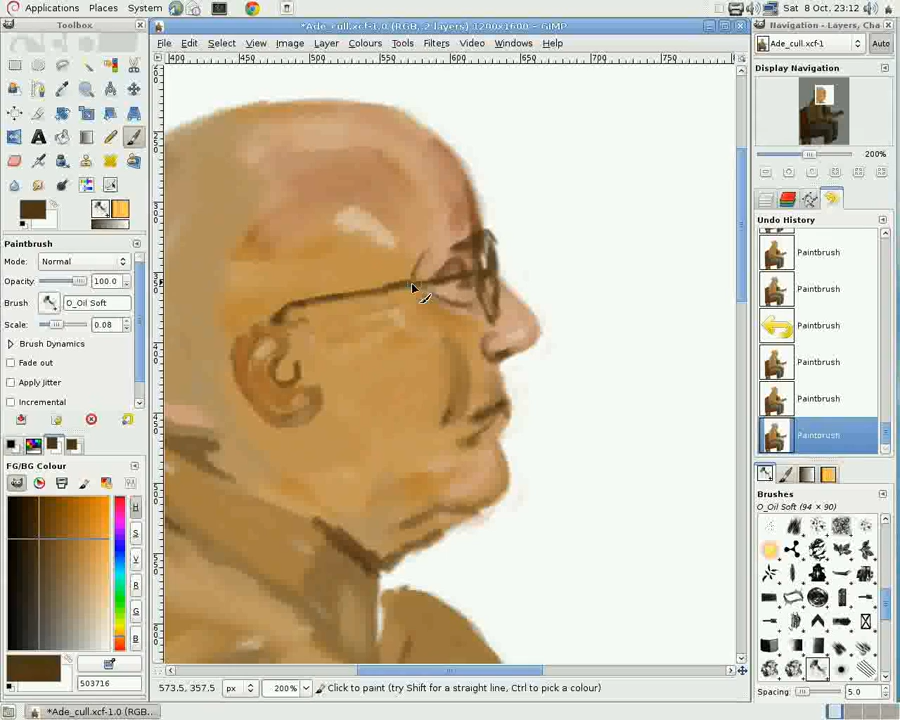 Applications Places System
Sat 8 Oct, 23:12
Toolbox
*Ade_cull.xcf-1.0 (RGB, 2 layers) 1200x1600 – GIMP
Navigation - Layers, Cha
File Edit Select View Image Layer Colours Tools Filters Video Windows Help
Ade_cull.xcf-1
Auto
400 450 500 550 600 650 700 750
Display Navigation
200%
Undo History
Paintbrush
Paintbrush
Paintbrush
Paintbrush
Paintbrush
Paintbrush
Paintbrush
Mode: Normal
Opacity: 100.0
Brush O_Oil Soft
Scale: 0.08
Brush Dynamics
Fade out
Apply Jitter
Incremental
FG/BG Colour
H
S
V
R
G
B
503716
Brushes
O_Oil Soft (94 × 90)
Spacing: 5.0
573.5, 357.5 px 200% Click to paint (try Shift for a straight line, Ctrl to pick a colour)
*Ade_cull.xcf-1.0 (RGB...